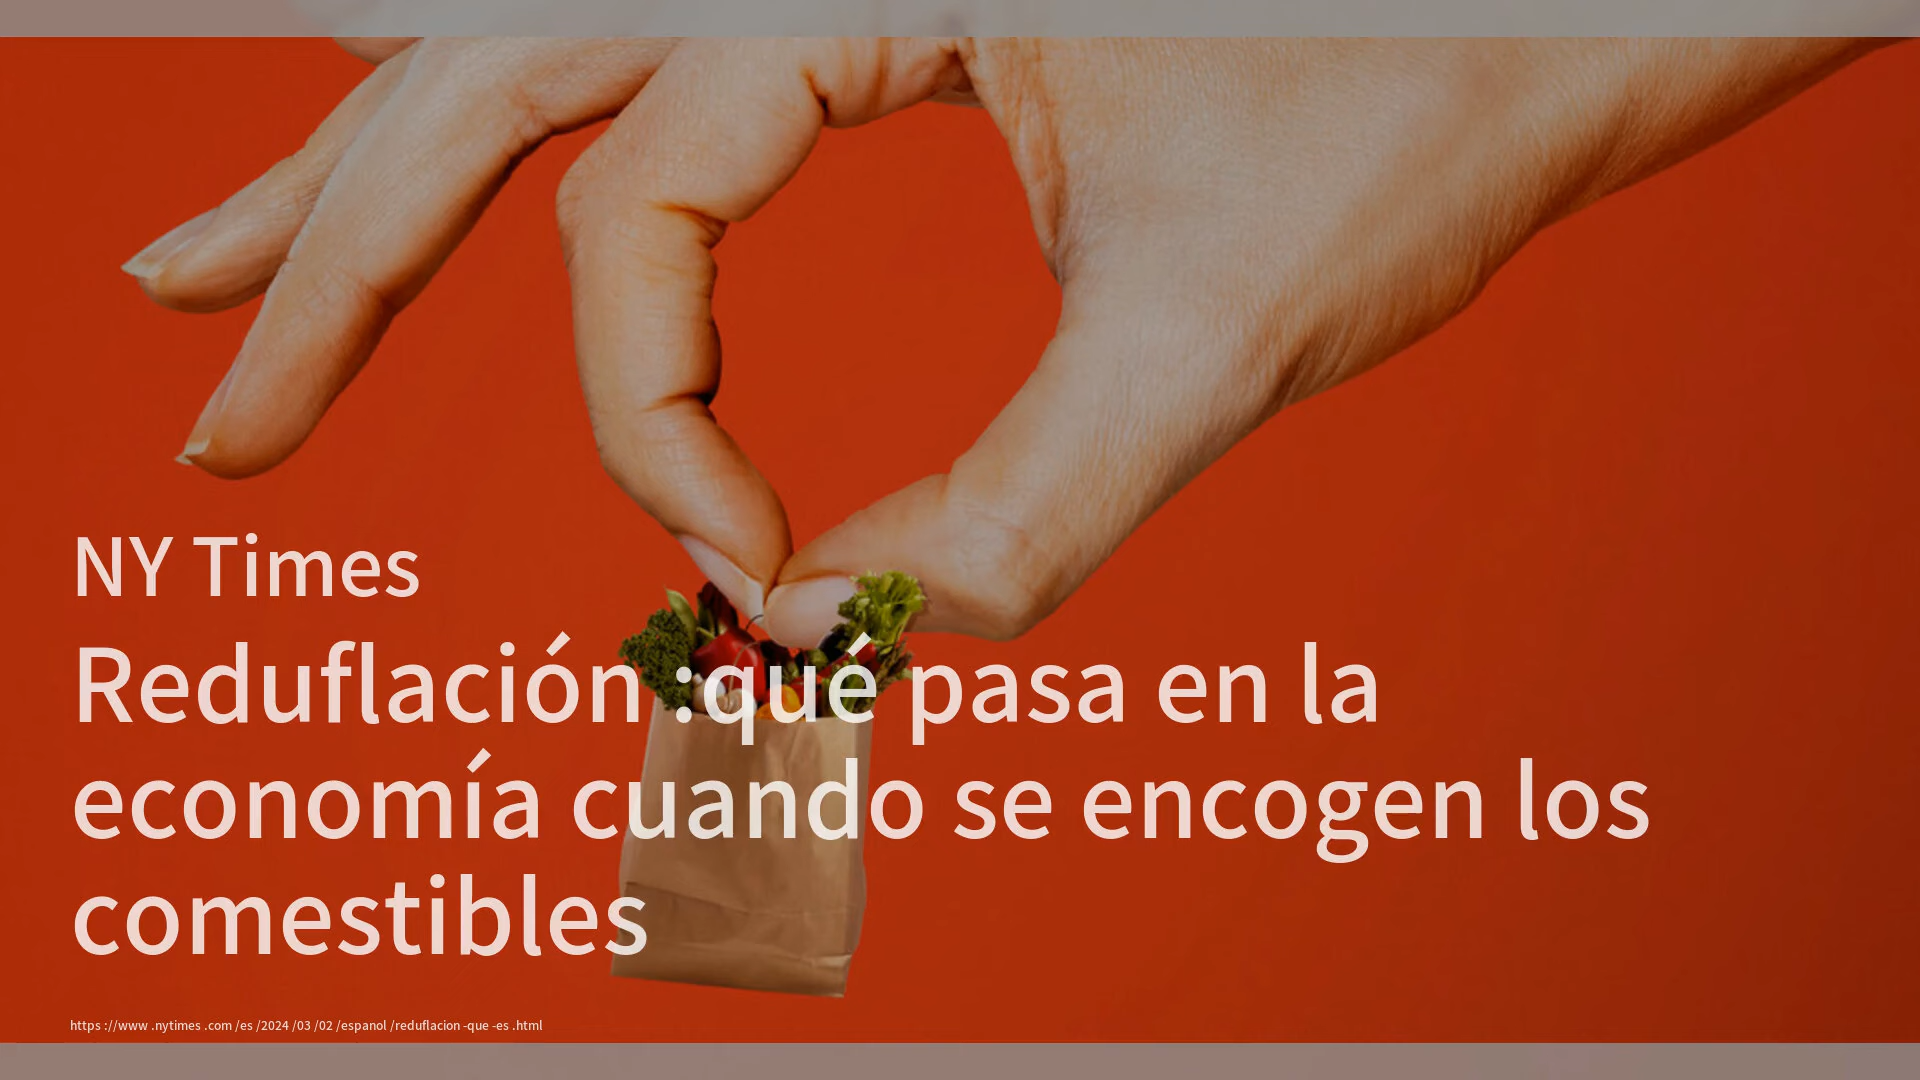 NY Times
Reduflación :qué pasa en la
economía cuando se encogen los
comestibles
https ://www .nytimes .com /es /2024 /03 /02 /espanol /reduflacion -que -es .html